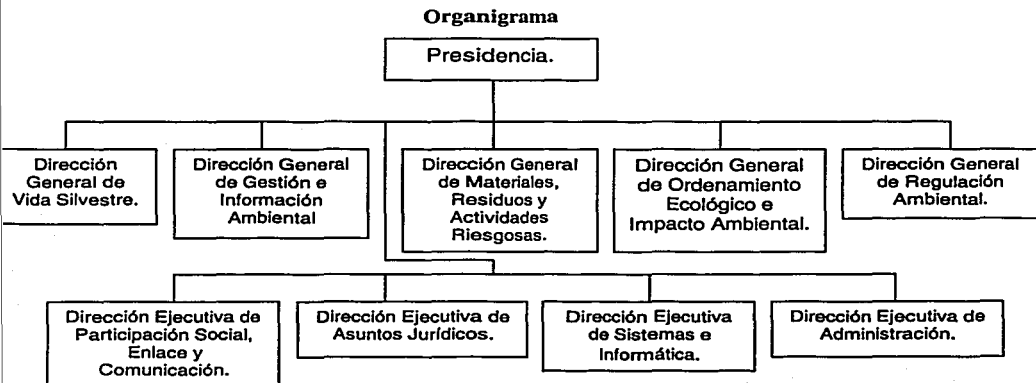 Organigrama
Presidencia.
Dirección
General de
Vida Silvestre.
Dirección General
de Gestión e
Información
Ambiental
Dirección General
de Materiales,
Residuos y
Actividades
Riesgosas.
Dirección General
de Ordenamiento
Ecológico e
Impacto Ambiental.
Dirección General
de Regulación
Ambiental.
Dirección Ejecutiva de
Participación Social,
Enlace y
Comunicación.
Dirección Ejecutiva de
Asuntos Jurídicos.
Dirección Ejecutiva
de Sistemas e
Informática.
Dirección Ejecutiva de
Administración.